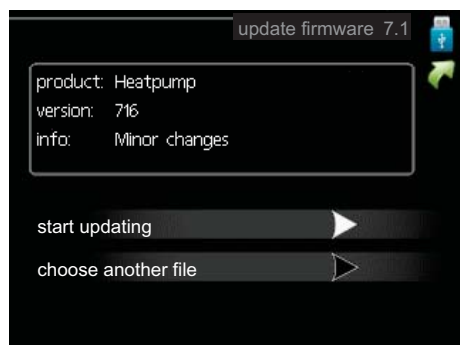 update firmware 7.1
product: Heatpump
version: 716
info: Minor changes
start updating
choose another file